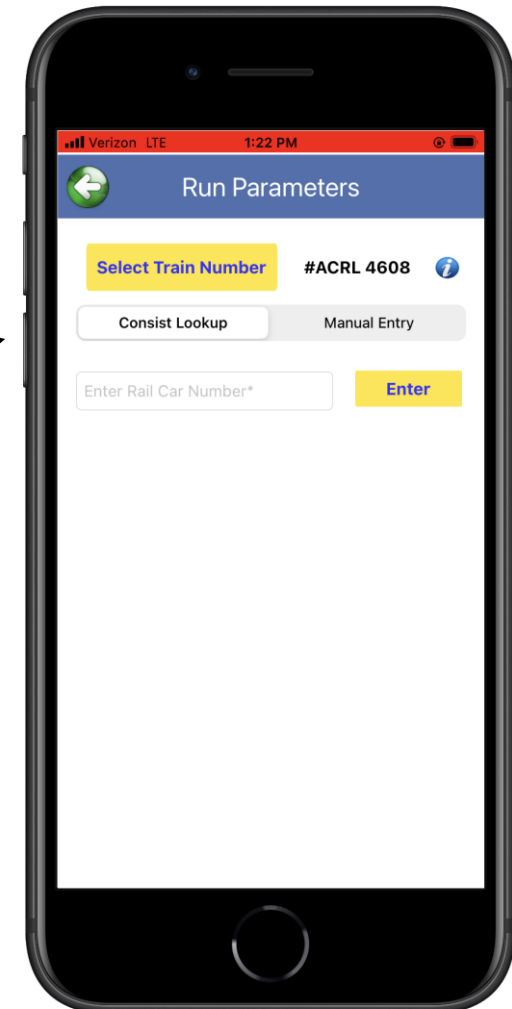 Verizon LTE 1:22 PM
Run Parameters
Select Train Number #ACRL 4608 i
Consist Lookup Manual Entry
Enter Rail Car Number* Enter